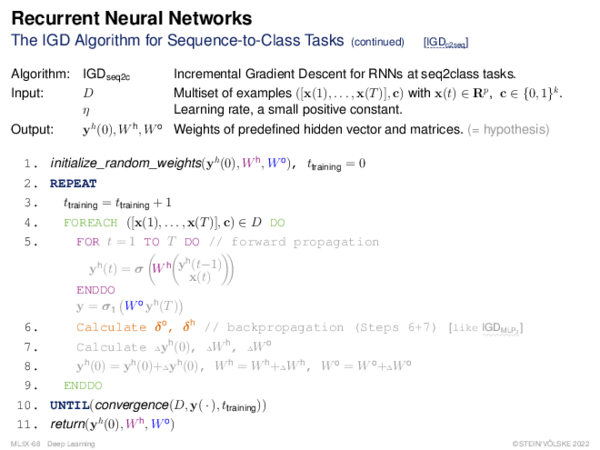 Recurrent Neural Networks
The IGD Algorithm for Sequence-to-Class Tasks (continued) [IGD_c2seq]
Algorithm: IGD_seq2c Incremental Gradient Descent for RNNs at seq2class tasks.
Input: D Multiset of examples ([x(1), . . . , x(T)], c) with x(t) ∈ R^p, c ∈ {0, 1}^k.
η Learning rate, a small positive constant.
Output: y^h(0), W^h, W^o Weights of predefined hidden vector and matrices. (= hypothesis)
1. initialize_random_weights(y^h(0), W^h, W^o), t_training = 0
2. REPEAT
3. t_training = t_training + 1
4. FOREACH ([x(1), . . . , x(T)], c) ∈ D DO
5. FOR t = 1 TO T DO // forward propagation
y^h(t) = σ (W^h (y^h(t−1) x(t)))
ENDDO
y = σ_1 (W^o y^h(T))
6. Calculate δ^o, δ^h // backpropagation (Steps 6+7) [like IGD_MLP_2]
7. Calculate Δy^h(0), ΔW^h, ΔW^o
8. y^h(0) = y^h(0)+Δy^h(0), W^h = W^h+ΔW^h, W^o = W^o+ΔW^o
9. ENDDO
10. UNTIL(convergence(D, y( · ), t_training))
11. return(y^h(0), W^h, W^o)
ML:IX-68 Deep Learning ©STEIN/VÖLSKE 2022